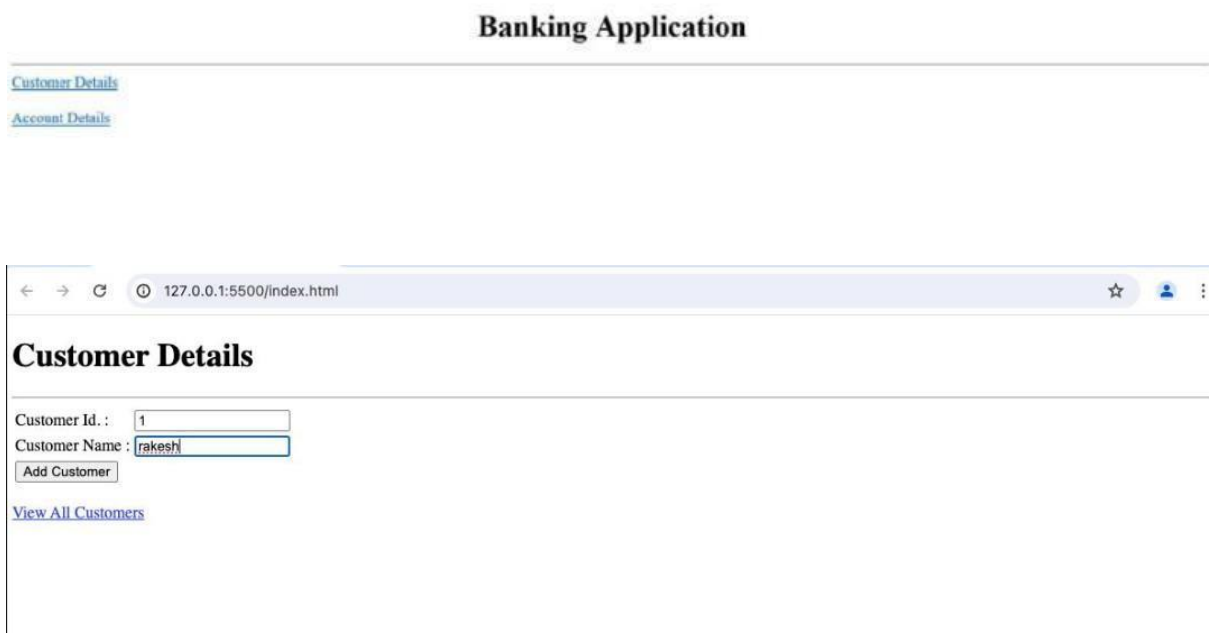 Banking Application
Customer Details
Account Details
127.0.0.1:5500/index.html
Customer Details
Customer Id. : 1
Customer Name : rakesh
Add Customer
View All Customers